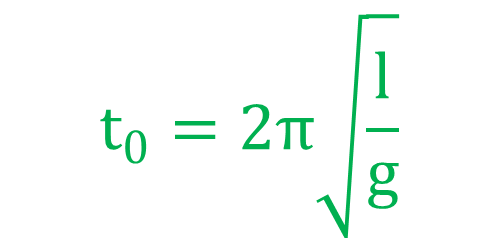 t₀ = 2π√(l/g)